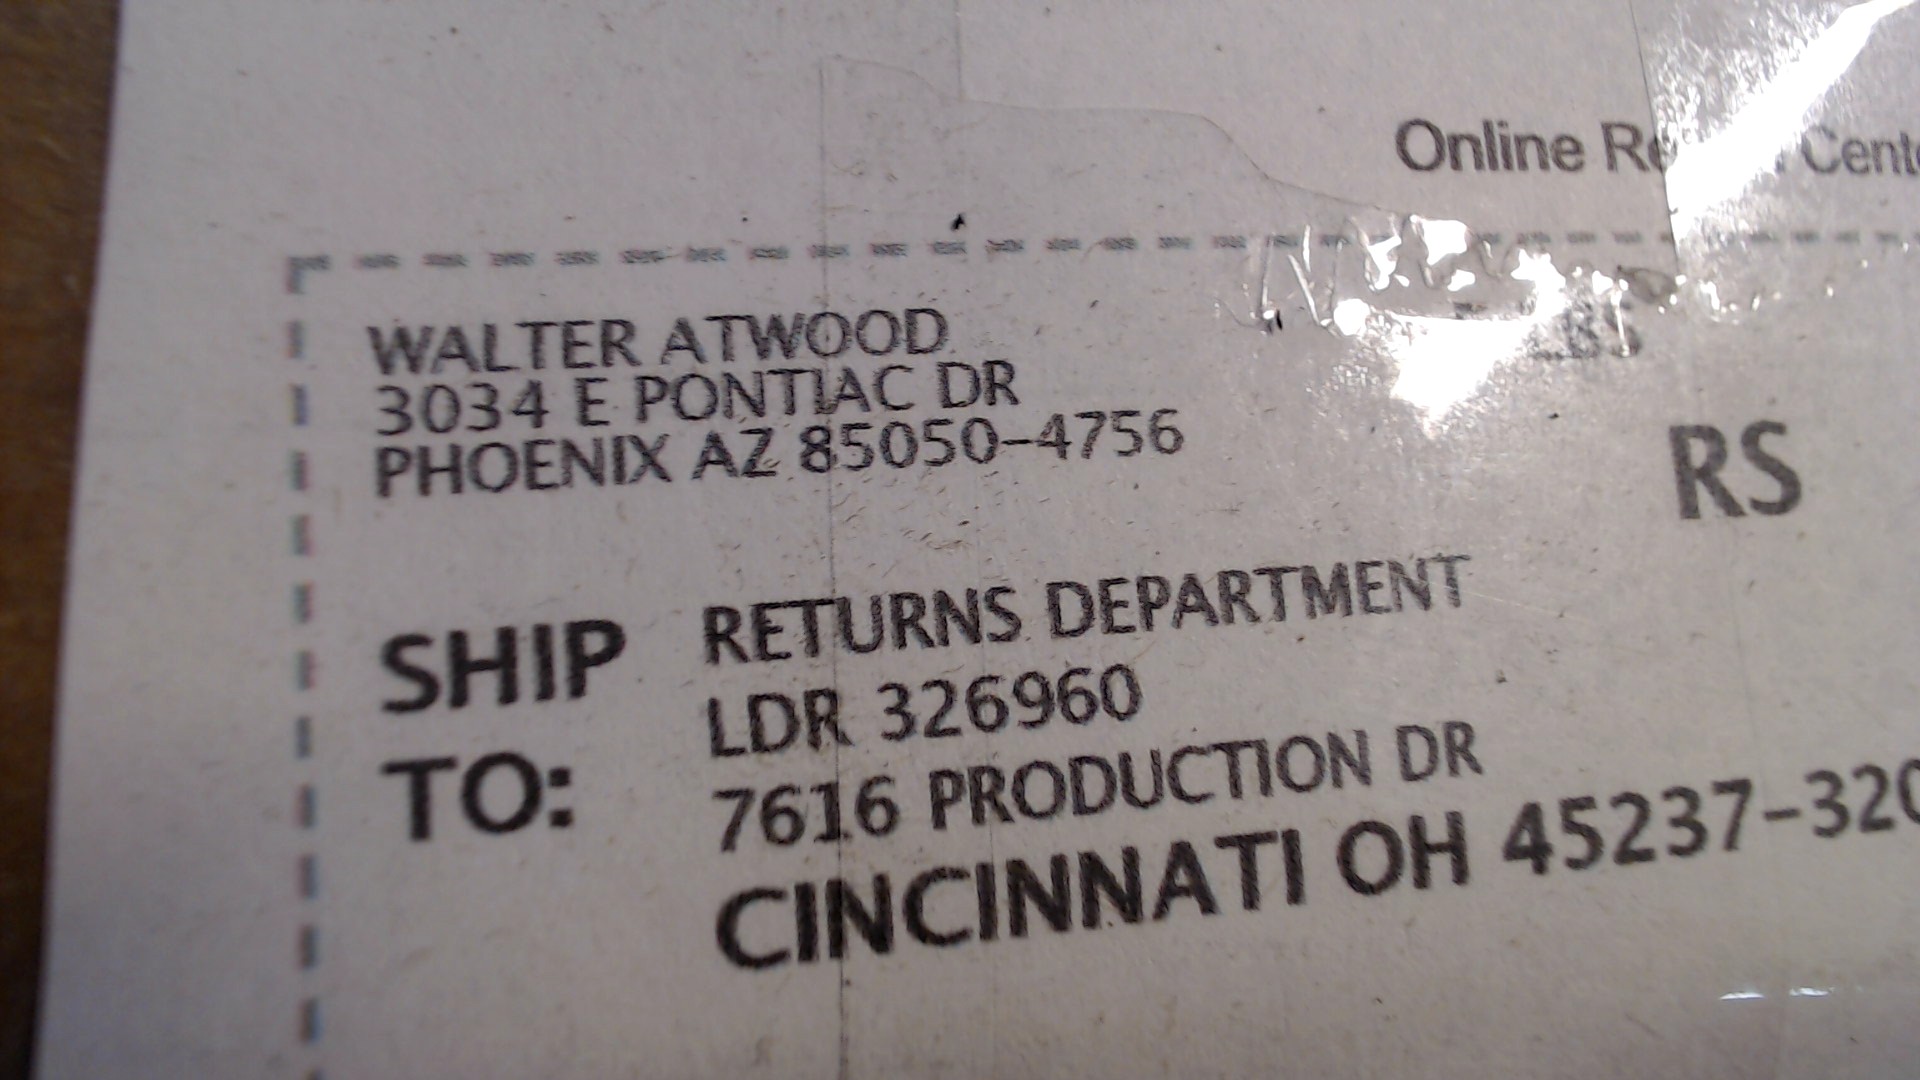 Online Cent
WALTER ATWOOD
3034 E PONTIAC DR
PHOENIX AZ 85050-4756
RS
SHIP TO:
RETURNS DEPARTMENT
LDR 326960
7616 PRODUCTION DR
CINCINNATI OH 45237-320